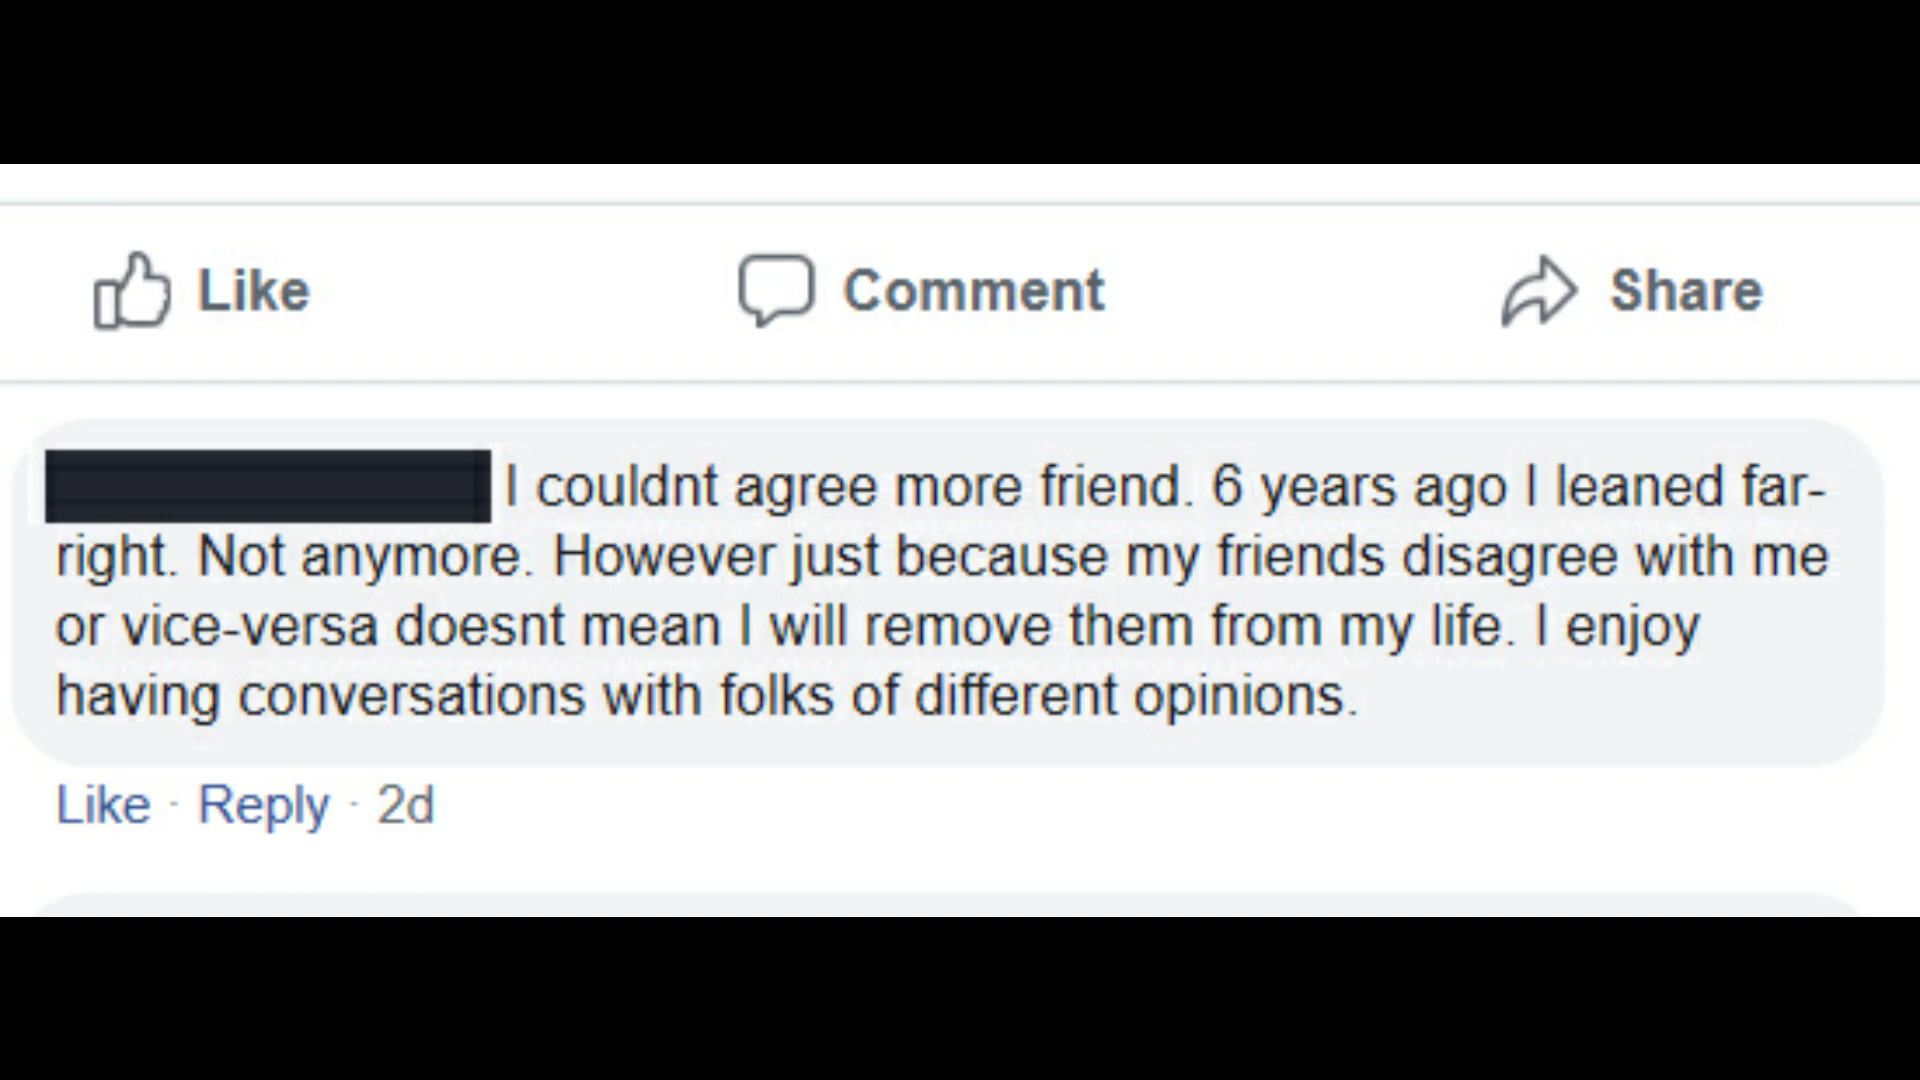 Like Comment Share
I couldnt agree more friend. 6 years ago I leaned far-
right. Not anymore. However just because my friends disagree with me
or vice-versa doesnt mean I will remove them from my life. I enjoy
having conversations with folks of different opinions.
Like · Reply · 2d